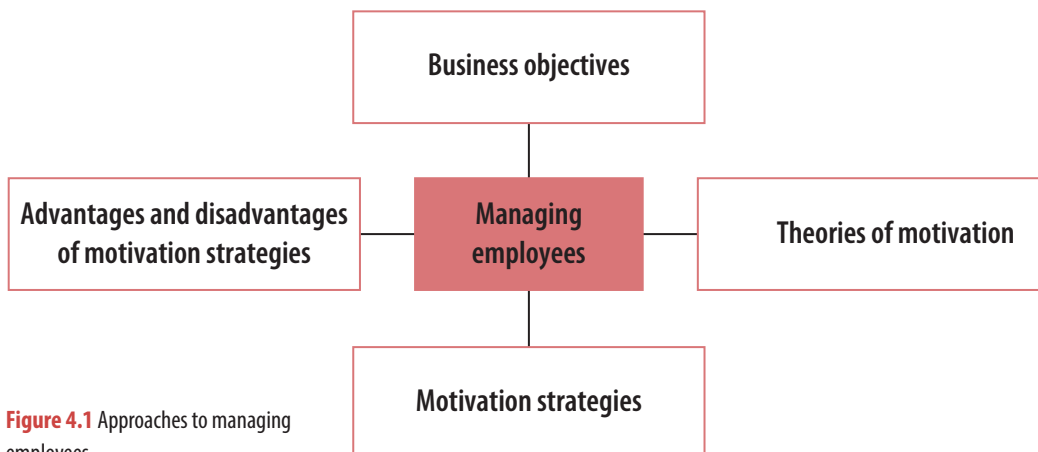 Business objectives
Advantages and disadvantages
of motivation strategies
Managing
employees
Theories of motivation
Motivation strategies
Figure 4.1 Approaches to managing
employees